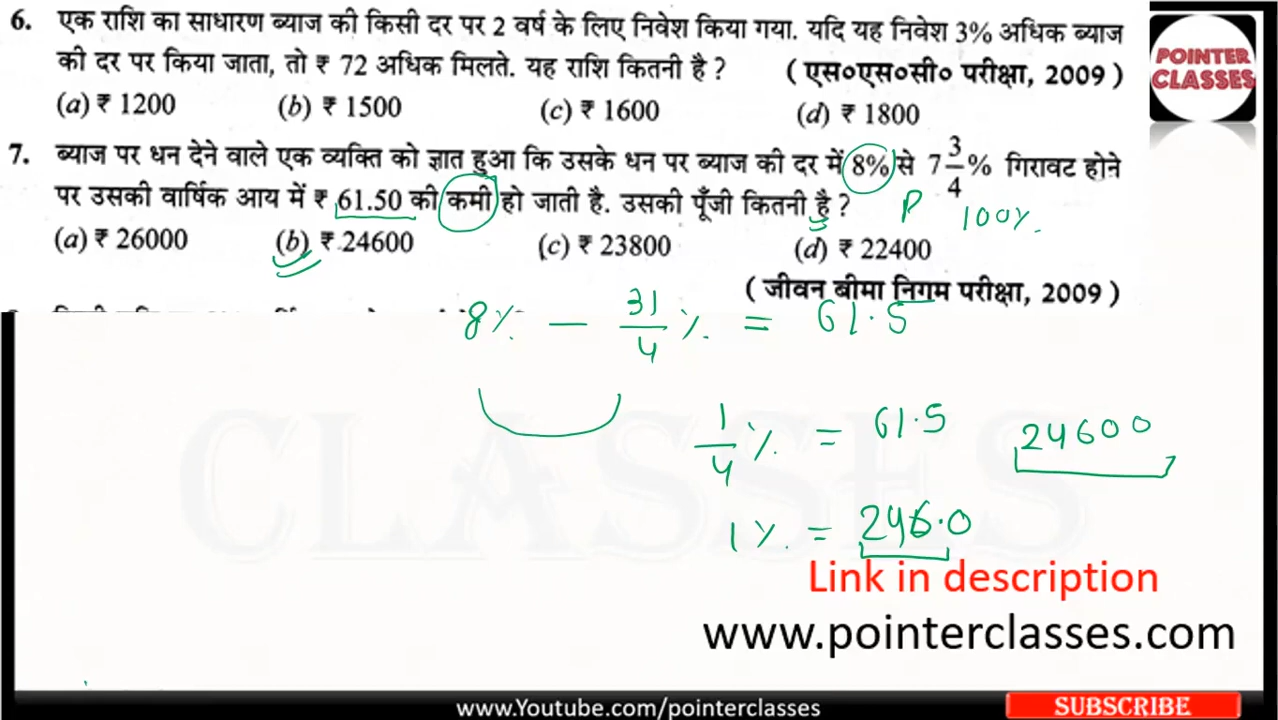 6. एक राशि का साधारण ब्याज की किसी दर पर 2 वर्ष के लिए निवेश किया गया. यदि यह निवेश 3% अधिक ब्याज
की दर पर किया जाता, तो ₹ 72 अधिक मिलते. यह राशि कितनी है ? ( एस०एस०सी० परीक्षा, 2009 )
(a) ₹ 1200 (b) ₹ 1500 (c) ₹ 1600 (d) ₹ 1800
POINTER
CLASSES
7. ब्याज पर धन देने वाले एक व्यक्ति को ज्ञात हुआ कि उसके धन पर ब्याज की दर में 8% से 7 3/4 % गिरावट होने
पर उसकी वार्षिक आय में ₹ 61.50 की कमी हो जाती है. उसकी पूँजी कितनी है ? P 100%
(a) ₹ 26000 (b) ₹ 24600 (c) ₹ 23800 (d) ₹ 22400
( जीवन बीमा निगम परीक्षा, 2009 )
8% – 31/4 % = 61.5
1/4 % = 61.5 24600
1% = 246.0
CLASSES
Link in description
www.pointerclasses.com
www.Youtube.com/pointerclasses SUBSCRIBE